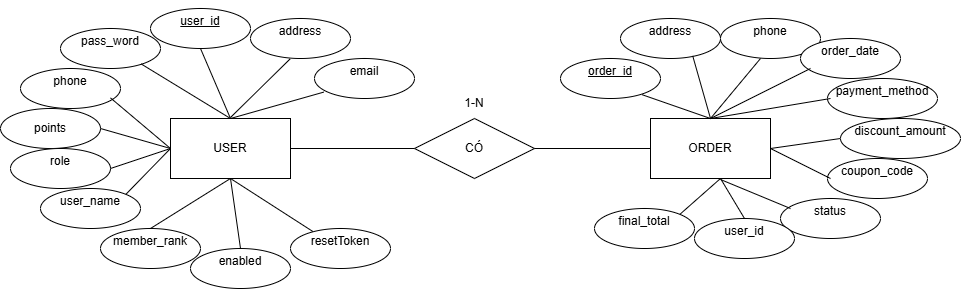 user_id
address
pass_word
email
phone
points
role
user_name
USER
member_rank
enabled
resetToken
1-N
CÓ
address
phone
order_date
order_id
payment_method
discount_amount
ORDER
coupon_code
status
final_total
user_id